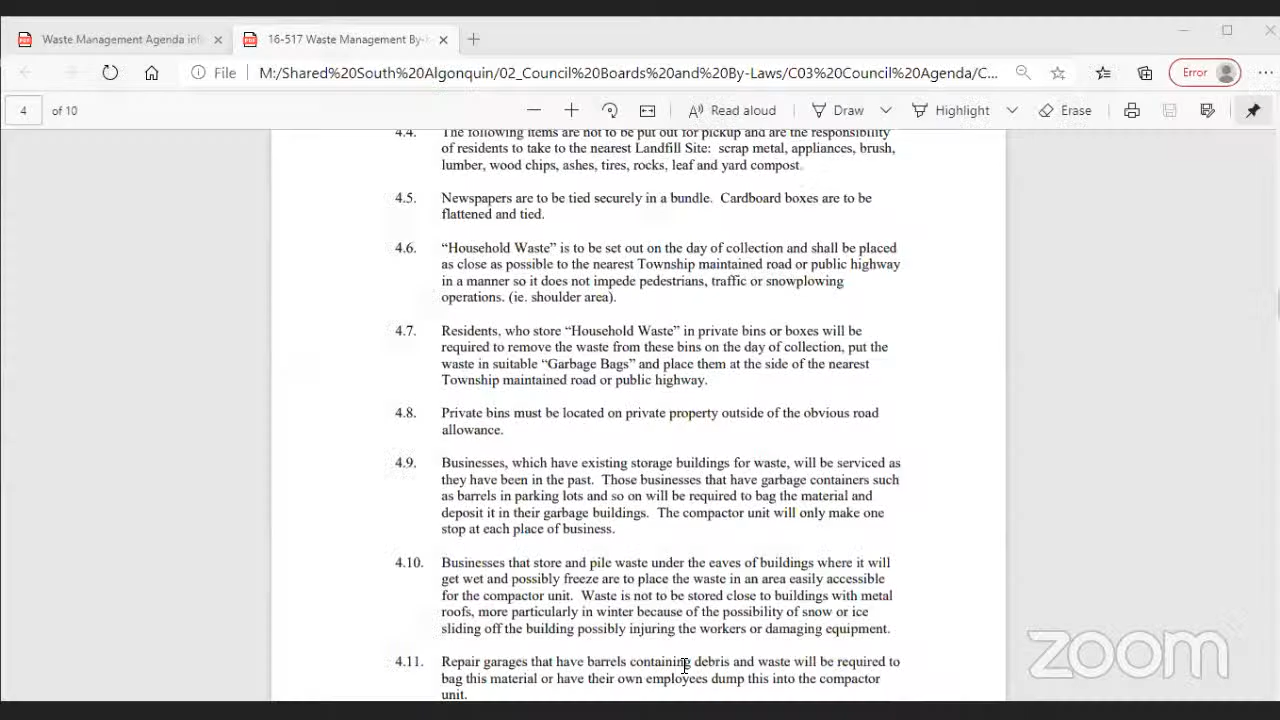 Waste Management Agenda inf
16-517 Waste Management By-
File
M:/Shared%20South%20Algonquin/02_Council%20Boards%20and%20By-Laws/C03%20Council%20Agenda/C...
Error
4
of 10
Read aloud
Draw
Highlight
Erase
4.4. The following items are not to be put out for pickup and are the responsibility
of residents to take to the nearest Landfill Site: scrap metal, appliances, brush,
lumber, wood chips, ashes, tires, rocks, leaf and yard compost.
4.5. Newspapers are to be tied securely in a bundle. Cardboard boxes are to be
flattened and tied.
4.6. “Household Waste” is to be set out on the day of collection and shall be placed
as close as possible to the nearest Township maintained road or public highway
in a manner so it does not impede pedestrians, traffic or snowplowing
operations. (ie. shoulder area).
4.7. Residents, who store “Household Waste” in private bins or boxes will be
required to remove the waste from these bins on the day of collection, put the
waste in suitable “Garbage Bags” and place them at the side of the nearest
Township maintained road or public highway.
4.8. Private bins must be located on private property outside of the obvious road
allowance.
4.9. Businesses, which have existing storage buildings for waste, will be serviced as
they have been in the past. Those businesses that have garbage containers such
as barrels in parking lots and so on will be required to bag the material and
deposit it in their garbage buildings. The compactor unit will only make one
stop at each place of business.
4.10. Businesses that store and pile waste under the eaves of buildings where it will
get wet and possibly freeze are to place the waste in an area easily accessible
for the compactor unit. Waste is not to be stored close to buildings with metal
roofs, more particularly in winter because of the possibility of snow or ice
sliding off the building possibly injuring the workers or damaging equipment.
4.11. Repair garages that have barrels containing debris and waste will be required to
bag this material or have their own employees dump this into the compactor
unit.
zoom